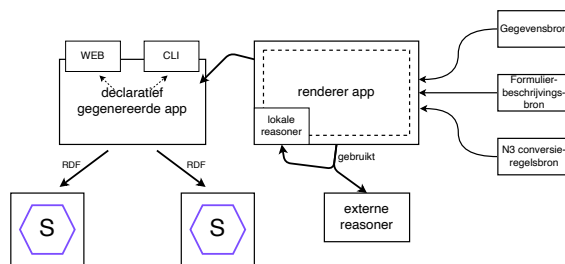 WEB
CLI
declaratief
gegenereerde app
renderer app
lokale
reasoner
Gegevensbron
Formulier-
beschrijvings-
bron
N3 conversie-
regelsbron
RDF
RDF
gebruikt
S
S
externe
reasoner